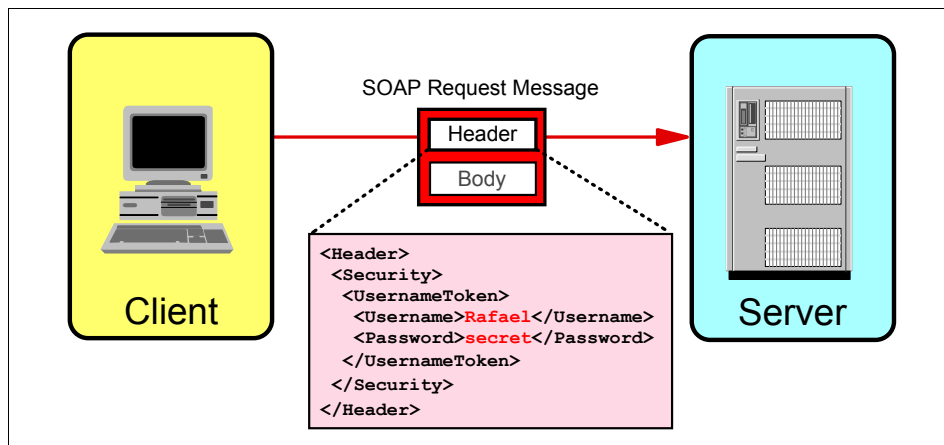 SOAP Request Message
Header
Body
<Header>
<Security>
<UsernameToken>
<Username>Rafael</Username>
<Password>secret</Password>
</UsernameToken>
</Security>
</Header>
Client
Server